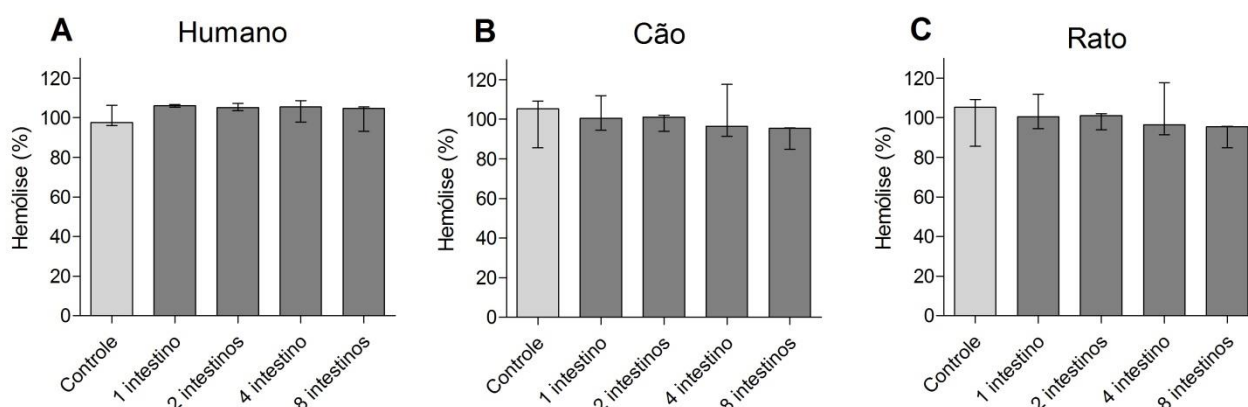 A Humano
Hemólise (%)
120
100
80
60
40
20
0
Controle
1 intestino
2 intestinos
4 intestino
8 intestinos
B Cão
Hemólise (%)
120
100
80
60
40
20
0
Controle
1 intestino
2 intestinos
4 intestino
8 intestinos
C Rato
Hemólise (%)
120
100
80
60
40
20
0
Controle
1 intestino
2 intestinos
4 intestino
8 intestinos